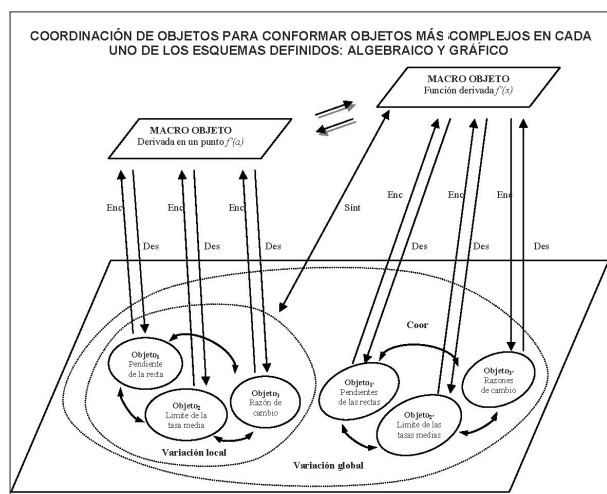 COORDINACIÓN DE OBJETOS PARA CONFORMAR OBJETOS MÁS COMPLEJOS EN CADA
UNO DE LOS ESQUEMAS DEFINIDOS: ALGEBRAICO Y GRÁFICO
MACRO OBJETO
Función derivada f'(x)
MACRO OBJETO
Derivada en un punto f'(a)
Enc
Enc
Enc
Sínt
Enc
Enc
Enc
Des
Des
Des
Des
Des
Des
Coor
Objeto1
Pendiente
de la recta
Objeto2
Límite de la
tasa media
Objeto3
Razón de
cambio
Variación local
Objeto1'
Pendientes
de las rectas
Objeto2'
Límite de las
tasas medias
Objeto3'
Razones
de cambio
Variación global